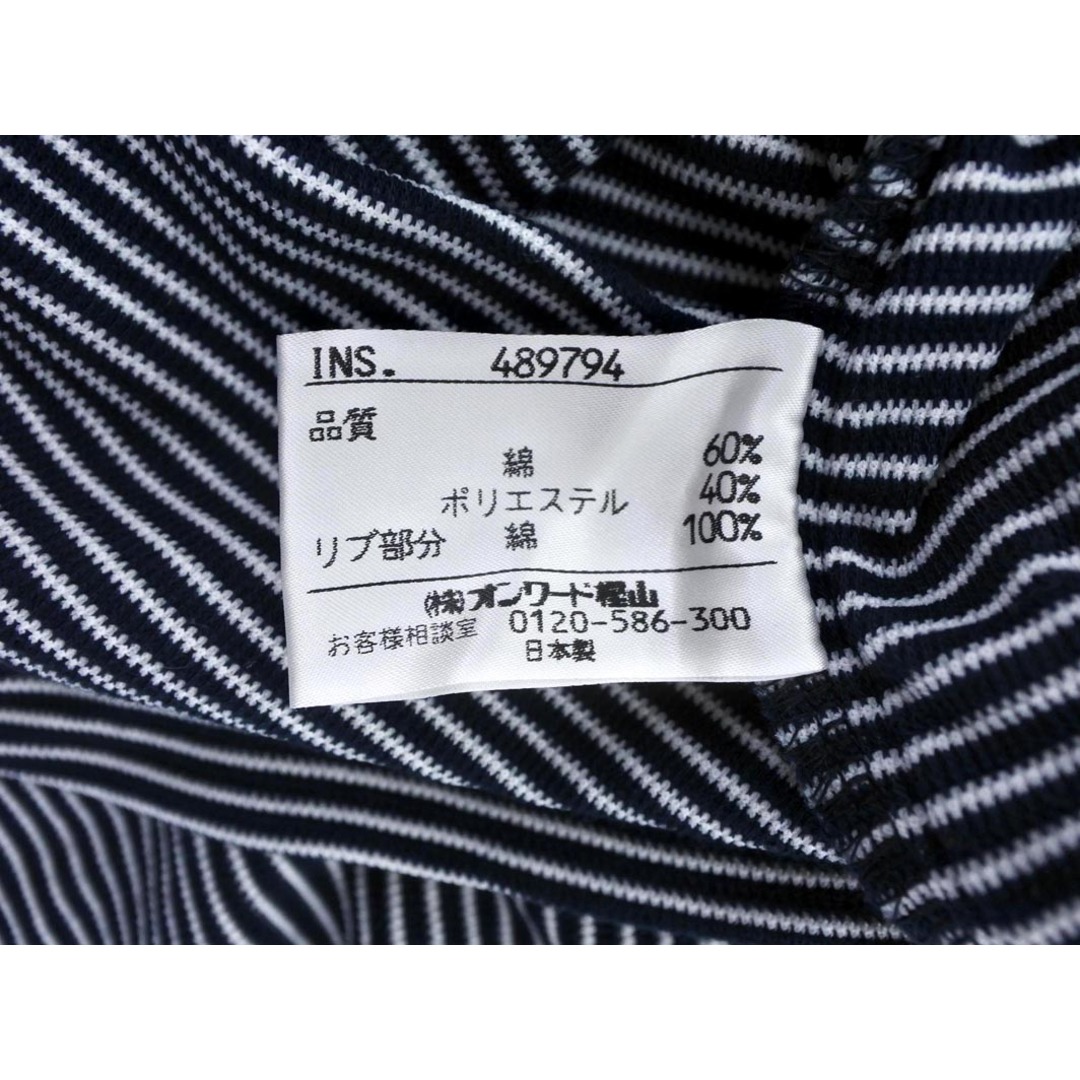 INS. 489794
品質
綿 60%
ポリエステル 40%
リブ部分 綿 100%
(株)オンワード樫山
お客様相談室 0120-586-300
日本製